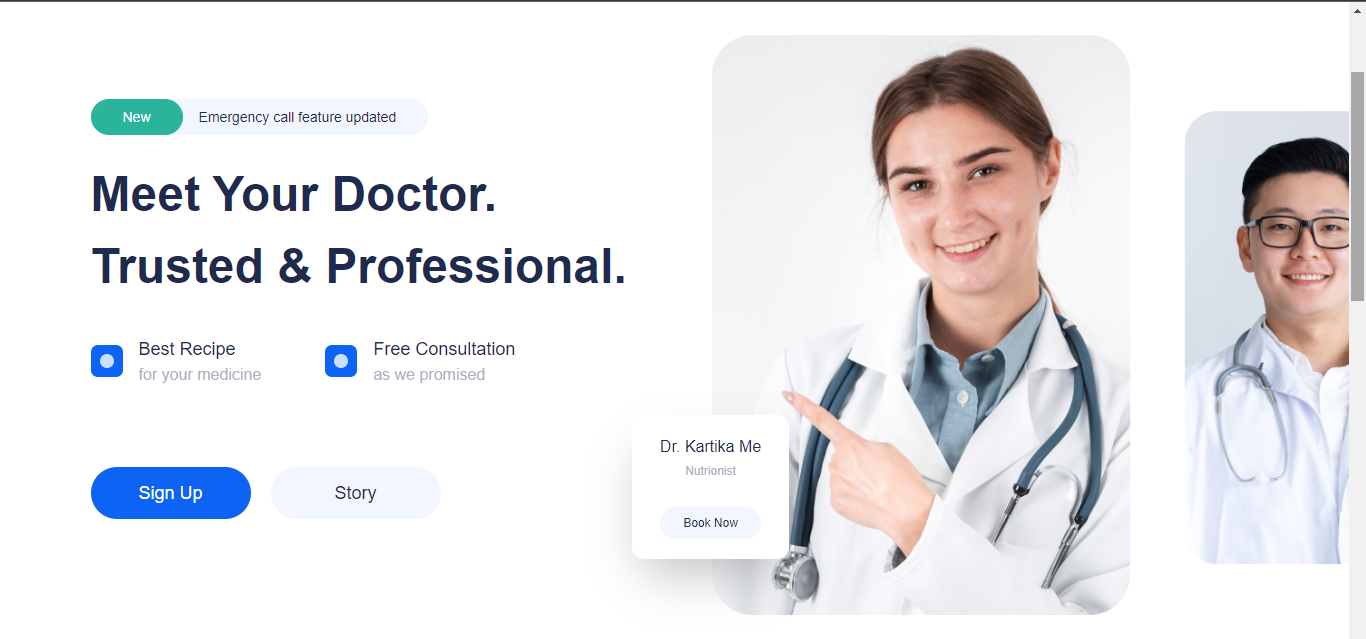 New Emergency call feature updated
Meet Your Doctor.
Trusted & Professional.
Best Recipe
for your medicine
Free Consultation
as we promised
Sign Up
Story
Dr. Kartika Me
Nutrionist
Book Now